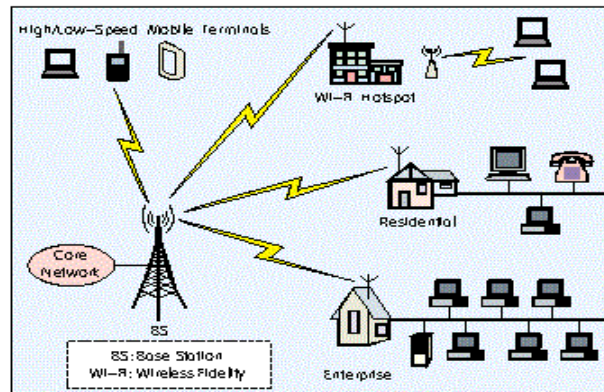 High/Low-Speed Mobile Terminals
Wi-Fi Hotspot
Residential
Core
Network
BS
BS: Base Station
Wi-Fi: Wireless Fidelity
Enterprise